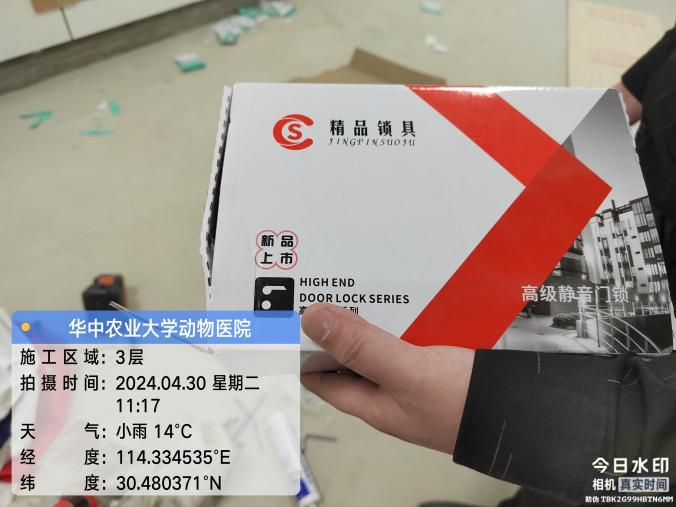 精品锁具
JINGPINSUOJU
新品
上市
HIGH END
DOOR LOCK SERIES
高级静音门锁
华中农业大学动物医院
施工区域：3层
拍摄时间：2024.04.30 星期二
11:17
天气：小雨 14°C
经度：114.334535°E
纬度：30.480371°N
今日水印
相机 真实时间
防伪 TBK2G99HBTN6MM